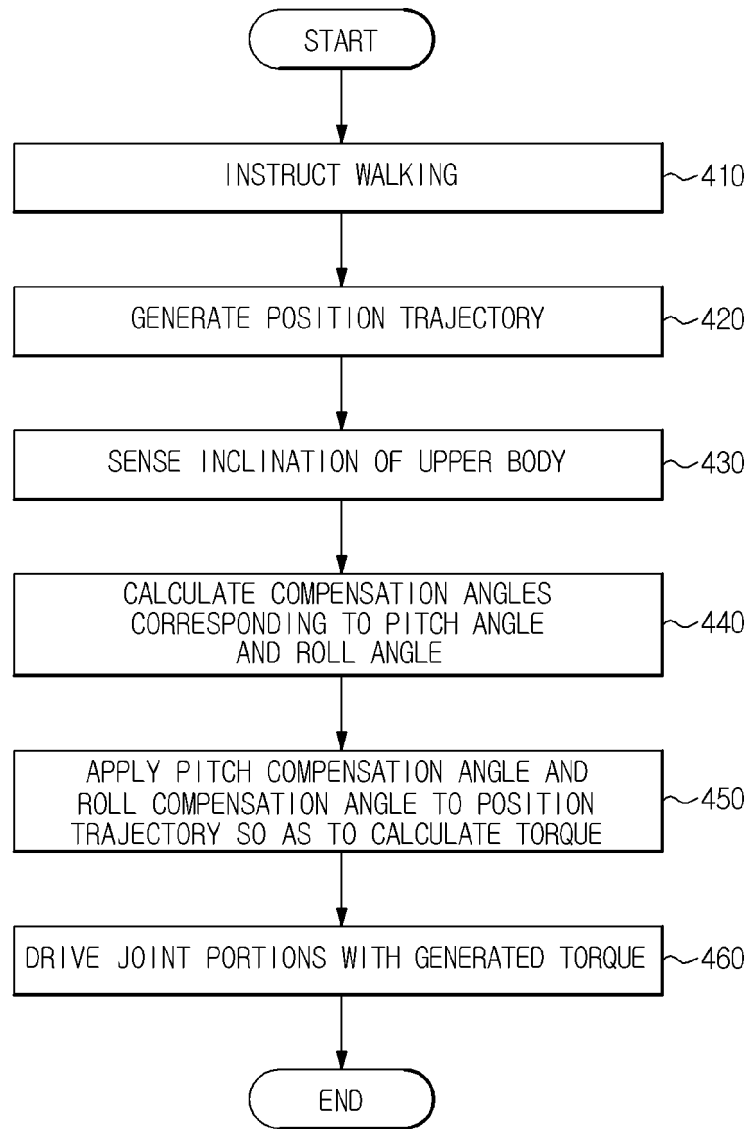 START
INSTRUCT WALKING
410
GENERATE POSITION TRAJECTORY
420
SENSE INCLINATION OF UPPER BODY
430
CALCULATE COMPENSATION ANGLES
CORRESPONDING TO PITCH ANGLE
AND ROLL ANGLE
440
APPLY PITCH COMPENSATION ANGLE AND
ROLL COMPENSATION ANGLE TO POSITION
TRAJECTORY SO AS TO CALCULATE TORQUE
450
DRIVE JOINT PORTIONS WITH GENERATED TORQUE
460
END